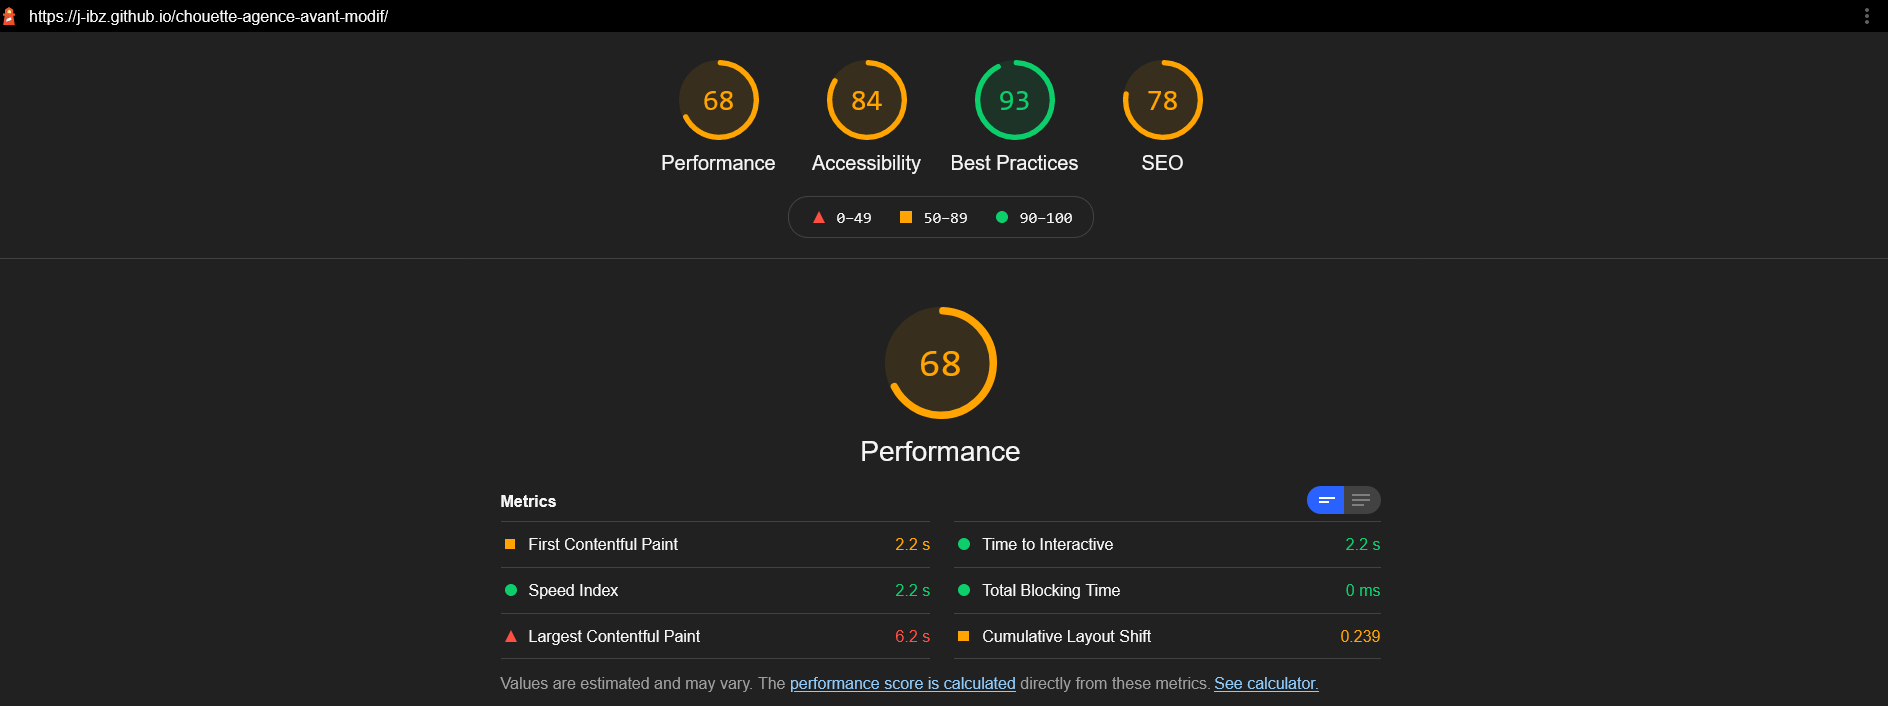 https://j-ibz.github.io/chouette-agence-avant-modif/
68 84 93 78
Performance Accessibility Best Practices SEO
0–49 50–89 90–100
68
Performance
Metrics
First Contentful Paint 2.2 s Time to Interactive 2.2 s
Speed Index 2.2 s Total Blocking Time 0 ms
Largest Contentful Paint 6.2 s Cumulative Layout Shift 0.239
Values are estimated and may vary. The performance score is calculated directly from these metrics. See calculator.